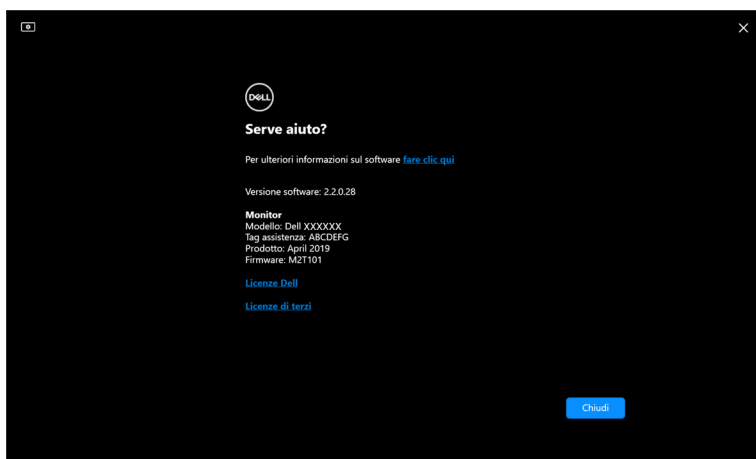 DELL
Serve aiuto?
Per ulteriori informazioni sul software fare clic qui
Versione software: 2.2.0.28
Monitor
Modello: Dell XXXXXX
Tag assistenza: ABCDEFG
Prodotto: April 2019
Firmware: M2T101
Licenze Dell
Licenze di terzi
Chiudi